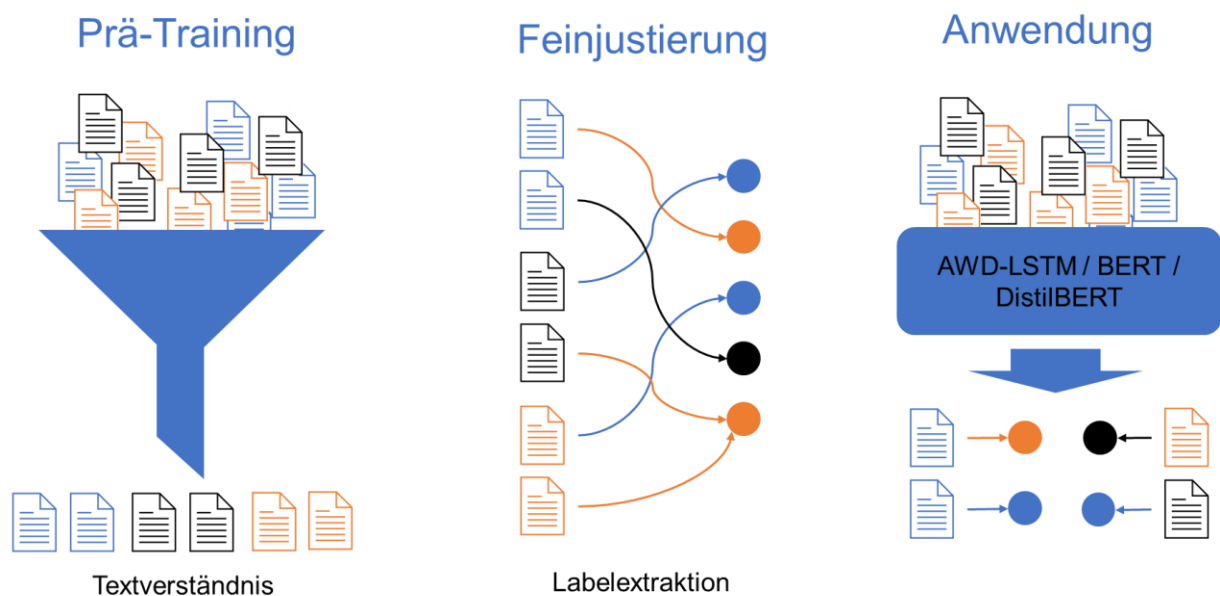 Prä-Training
Feinjustierung
Anwendung
AWD-LSTM / BERT /
DistilBERT
Textverständnis
Labelextraktion